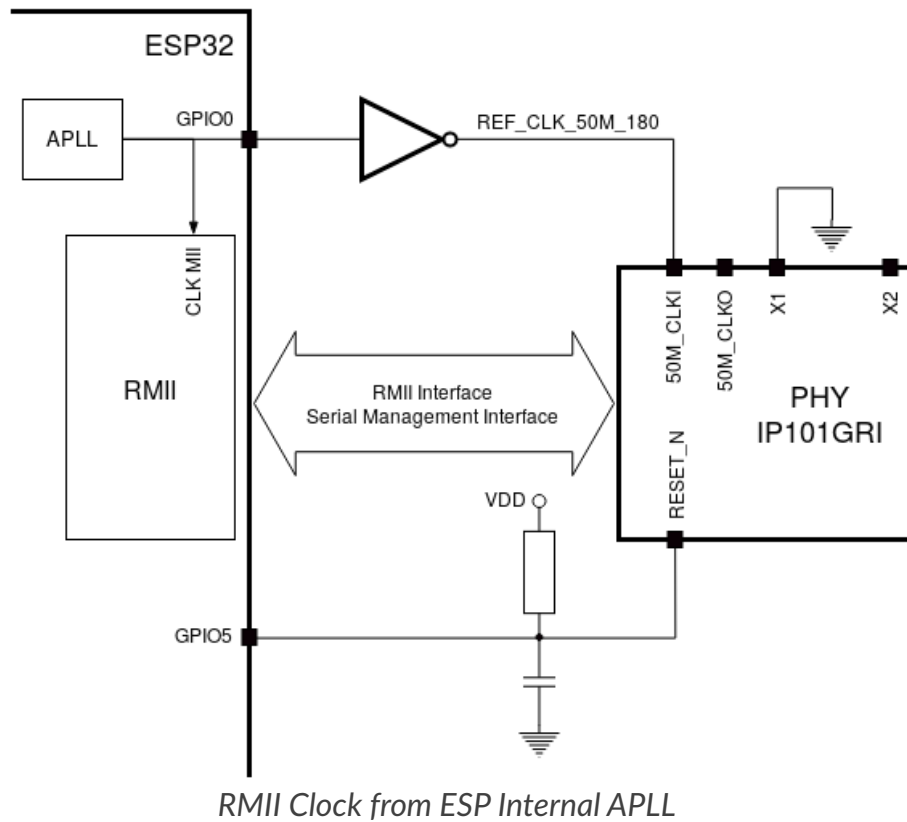 ESP32
GPIO0
REF_CLK_50M_180
APLL
CLK MII
RMII
RMII Interface
Serial Management Interface
50M_CLKI
50M_CLKO
X1
X2
PHY
IP101GRI
RESET_N
VDD
GPIO5
RMII Clock from ESP Internal APLL